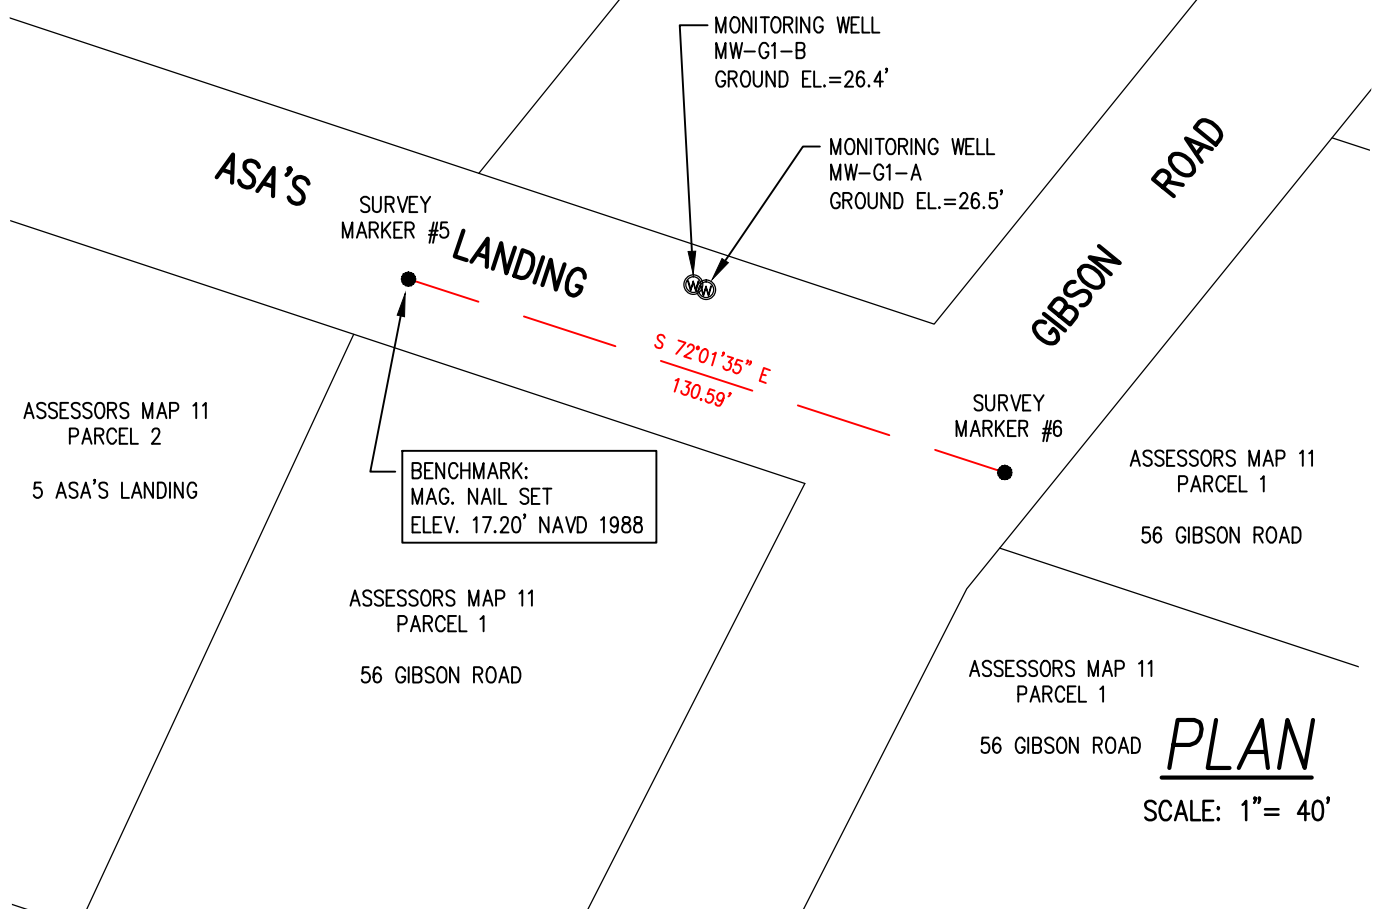 MONITORING WELL
MW-G1-B
GROUND EL.=26.4'
MONITORING WELL
MW-G1-A
GROUND EL.=26.5'
ASA'S LANDING
GIBSON ROAD
SURVEY
MARKER #5
W
W
S 72°01'35" E
130.59'
SURVEY
MARKER #6
ASSESSORS MAP 11
PARCEL 2
5 ASA'S LANDING
BENCHMARK:
MAG. NAIL SET
ELEV. 17.20' NAVD 1988
ASSESSORS MAP 11
PARCEL 1
56 GIBSON ROAD
ASSESSORS MAP 11
PARCEL 1
56 GIBSON ROAD
ASSESSORS MAP 11
PARCEL 1
56 GIBSON ROAD
PLAN
SCALE: 1"= 40'